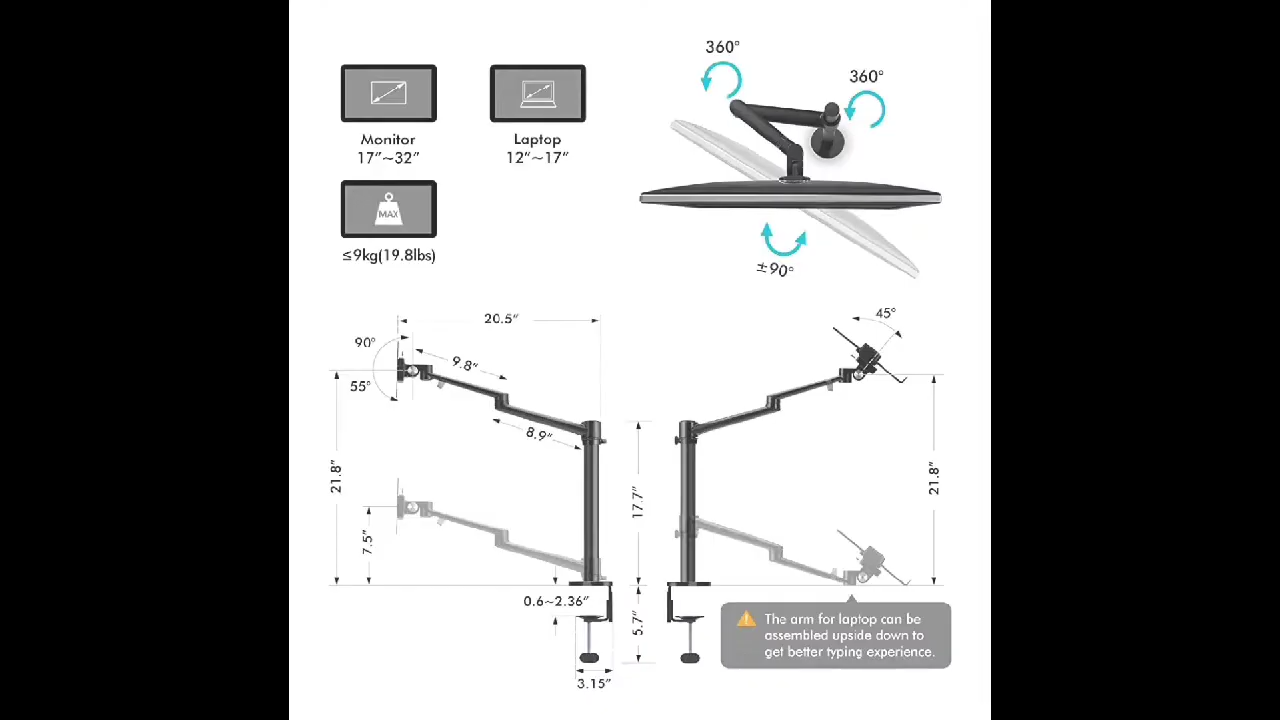 Monitor
17”~32”
Laptop
12”~17”
MAX
≤9kg(19.8lbs)
360°
360°
±90°
20.5”
90°
9.8”
55°
8.9”
21.8”
7.5”
17.7”
0.6~2.36”
5.7”
3.15”
45°
21.8”
The arm for laptop can be
assembled upside down to
get better typing experience.